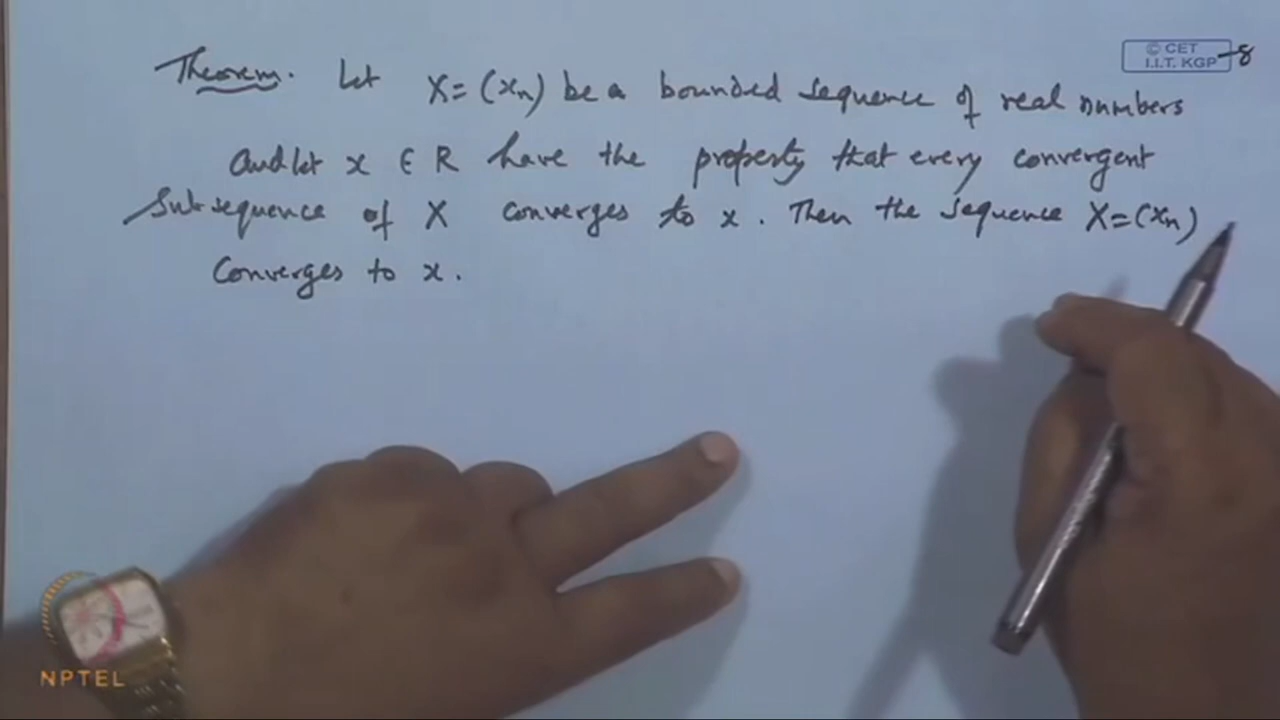 Theorem. Let X=(xn) be a bounded sequence of real numbers
© CET
I.I.T. KGP -8
and let x ∈ R have the property that every convergent
Subsequence of X converges to x. Then the sequence X=(xn)
Converges to x.
NPTEL